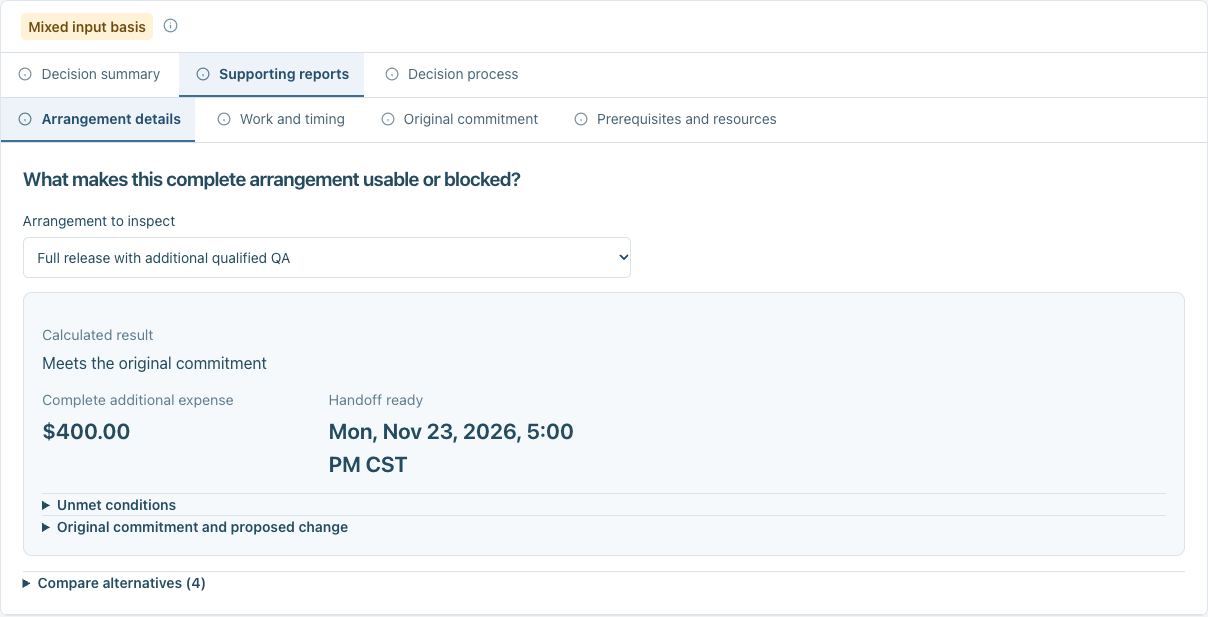 Mixed input basis
Decision summary
Supporting reports
Decision process
Arrangement details
Work and timing
Original commitment
Prerequisites and resources
What makes this complete arrangement usable or blocked?
Arrangement to inspect
Full release with additional qualified QA
Calculated result
Meets the original commitment
Complete additional expense
$400.00
Handoff ready
Mon, Nov 23, 2026, 5:00
PM CST
Unmet conditions
Original commitment and proposed change
Compare alternatives (4)